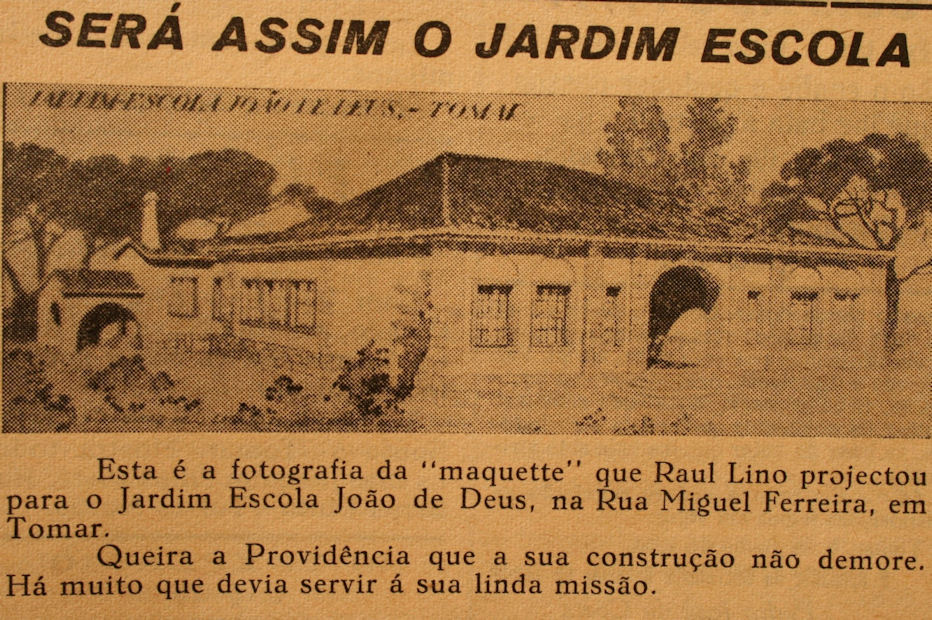 SERÁ ASSIM O JARDIM ESCOLA
JARDIM-ESCOLA JOÃO DE DEUS,- TOMAR
Esta é a fotografia da "maquette" que Raul Lino projectou
para o Jardim Escola João de Deus, na Rua Miguel Ferreira, em
Tomar.
Queira a Providência que a sua construção não demore.
Há muito que devia servir á sua linda missão.